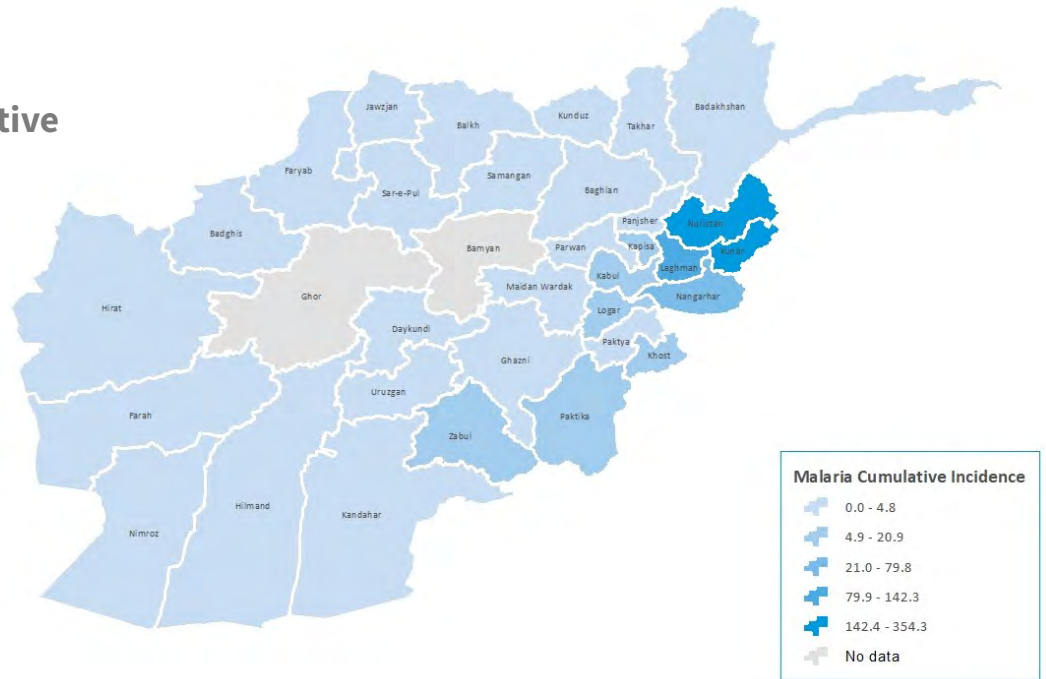 tive
Jawzjan
Balkh
Kunduz
Takhar
Badakhshan
Faryab
Sar-e-Pul
Samangan
Baghlan
Badghis
Panjsher
Nuristan
Bamyan
Parwan
Kapisa
Kunar
Laghman
Hirat
Ghor
Maidan Wardak
Kabul
Nangarhar
Logar
Daykundi
Paktya
Khost
Ghazni
Uruzgan
Farah
Zabul
Paktika
Hilmand
Kandahar
Nimroz
Malaria Cumulative Incidence
0.0 - 4.8
4.9 - 20.9
21.0 - 79.8
79.9 - 142.3
142.4 - 354.3
No data